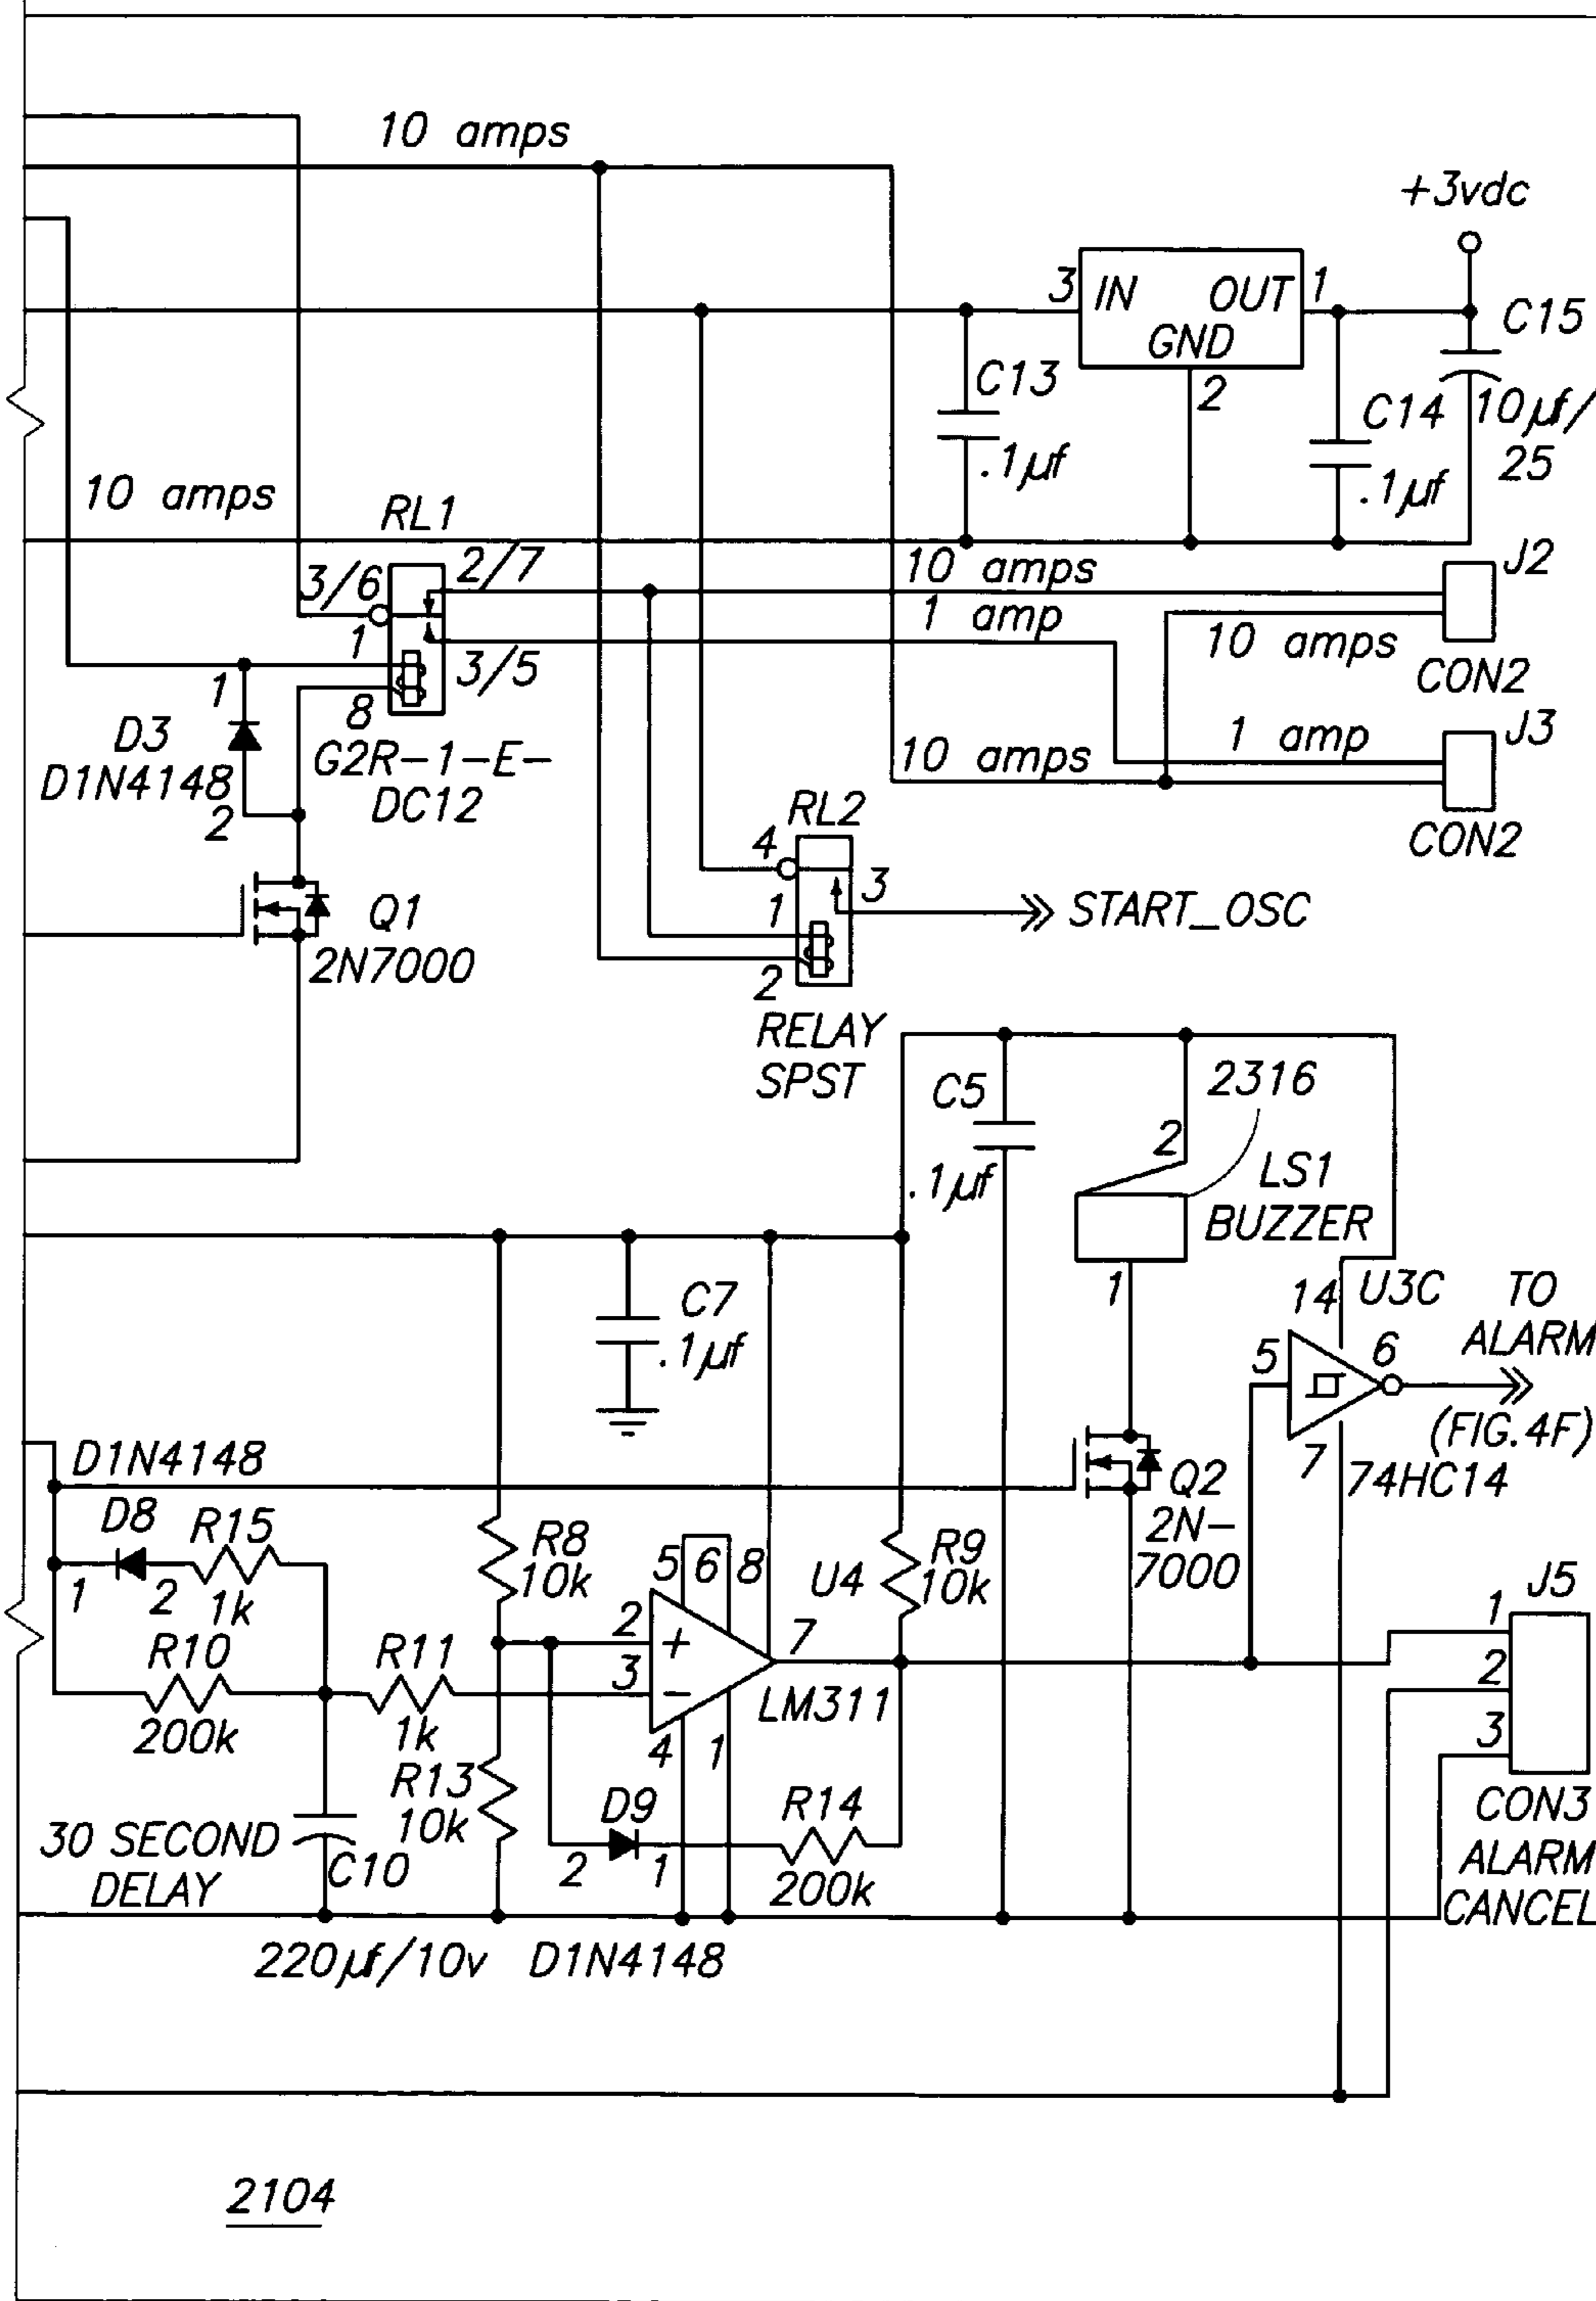 10 amps
+3vdc
3 IN OUT 1
GND
2
C15
10µf/
25
C13
.1µf
C14
.1µf
10 amps
RL1
3/6
2/7
1
3/5
8
10 amps
1 amp
10 amps
J2
CON2
1
D3
D1N4148
2
G2R-1-E-
DC12
10 amps
1 amp
J3
CON2
RL2
4
3
1
2
START_OSC
RELAY
SPST
Q1
2N7000
C5
.1µf
2316
2
LS1
BUZZER
1
C7
.1µf
14 U3C
5
6
7
74HC14
TO
ALARM
(FIG.4F)
D1N4148
D8
R15
1
2
1k
R10
200k
R11
1k
R8
10k
5 6 8
U4
R9
10k
2
+
3
-
7
LM311
4
1
Q2
2N-
7000
J5
1
2
3
CON3
ALARM
CANCEL
R13
10k
D9
2
1
R14
200k
30 SECOND
DELAY
C10
220µf/10v
D1N4148
2104